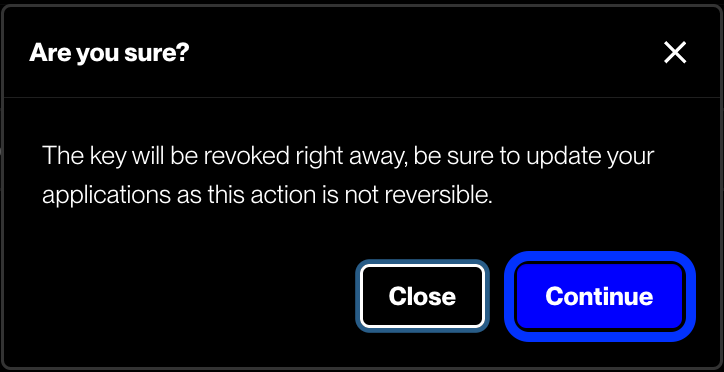 Are you sure?
The key will be revoked right away, be sure to update your
applications as this action is not reversible.
Close
Continue